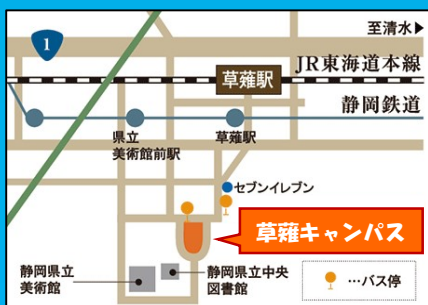 至清水▶
1
JR東海道本線
草薙駅
静岡鉄道
県立
美術館前駅
草薙駅
セブンイレブン
草薙キャンパス
静岡県立
美術館
静岡県立中央
図書館
…バス停